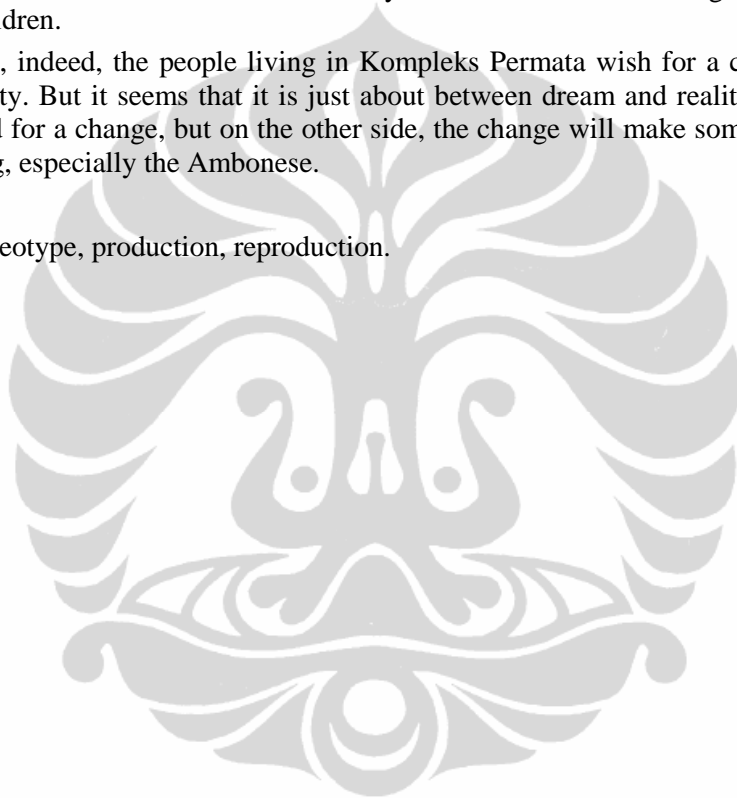 ldren.
, indeed, the people living in Kompleks Permata wish for a c
ty. But it seems that it is just about between dream and realit
d for a change, but on the other side, the change will make som
g, especially the Ambonese.
eotype, production, reproduction.